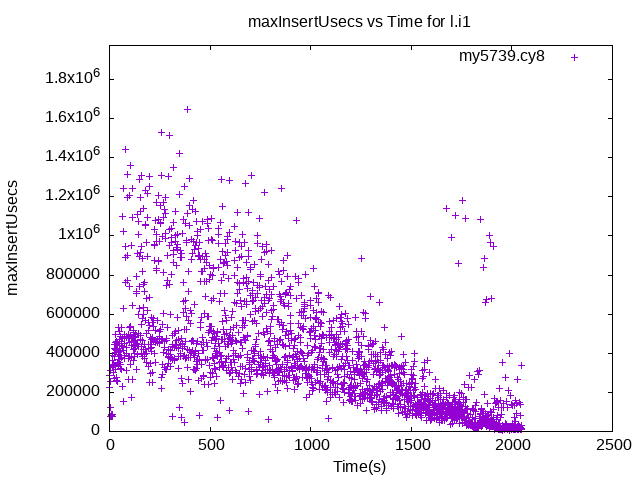 maxInsertUsecs vs Time for l.i1
my5739.cy8
1.8x10^6
1.6x10^6
1.4x10^6
1.2x10^6
1x10^6
800000
600000
400000
200000
0
maxInsertUsecs
0 500 1000 1500 2000 2500
Time(s)